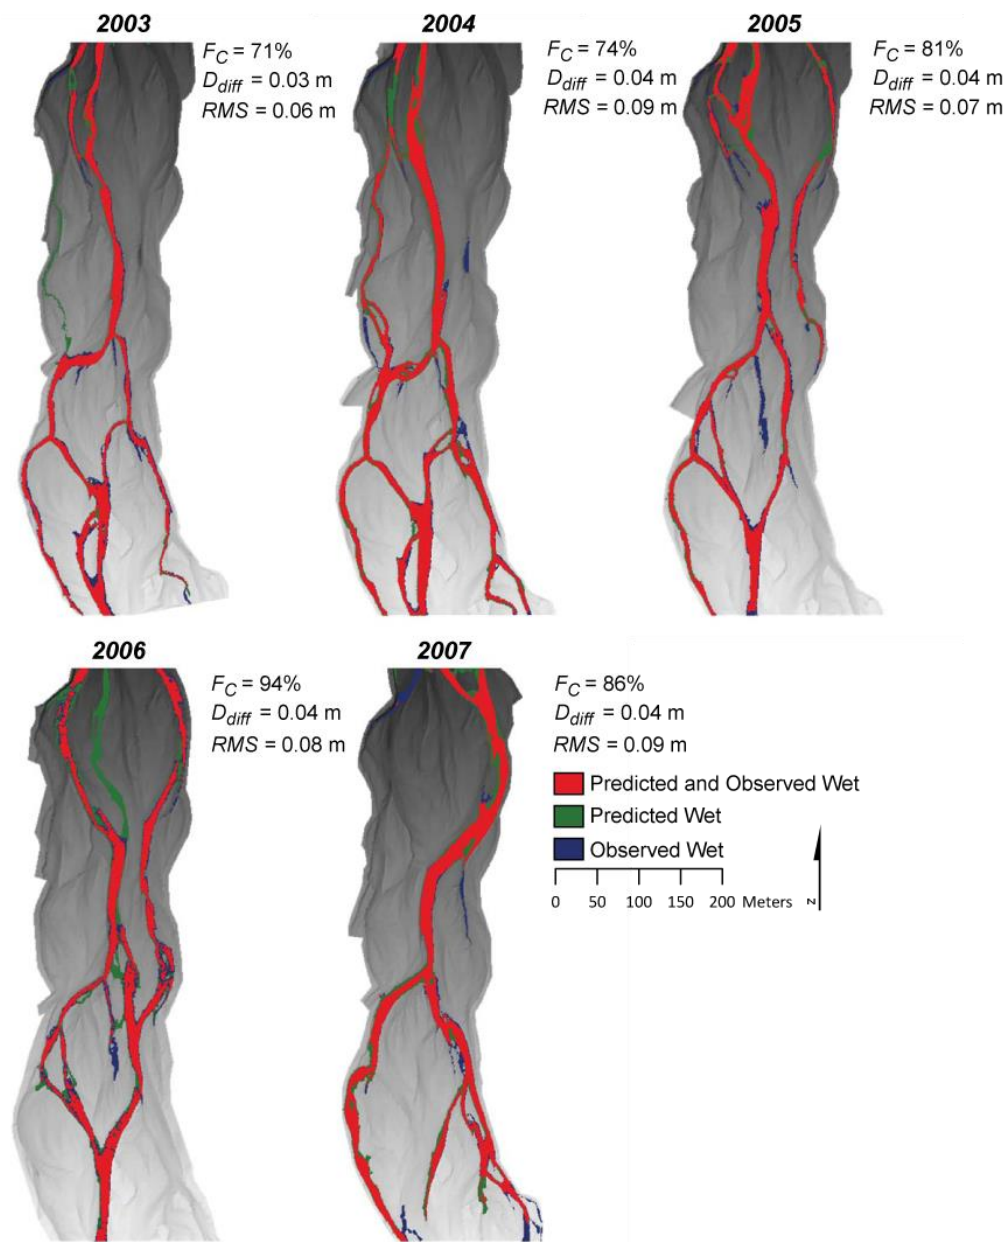 2003
F_C = 71%
D_diff = 0.03 m
RMS = 0.06 m
2004
F_C = 74%
D_diff = 0.04 m
RMS = 0.09 m
2005
F_C = 81%
D_diff = 0.04 m
RMS = 0.07 m
2006
F_C = 94%
D_diff = 0.04 m
RMS = 0.08 m
2007
F_C = 86%
D_diff = 0.04 m
RMS = 0.09 m
Predicted and Observed Wet
Predicted Wet
Observed Wet
0 50 100 150 200 Meters
N